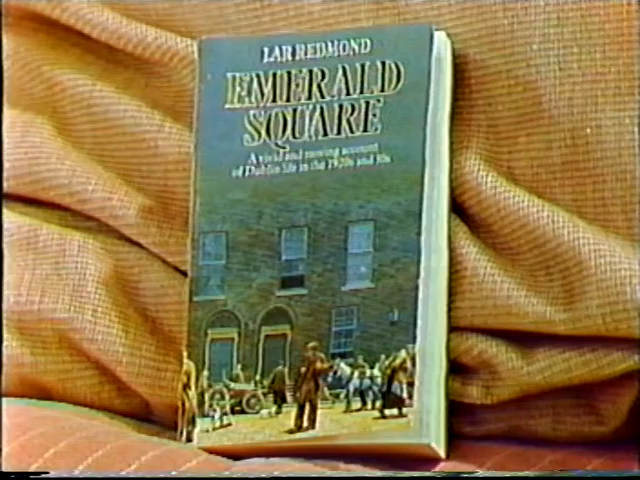 LAR REDMOND
EMERALD
SQUARE
A vivid and moving account
of Dublin life in the 1920s and 30s